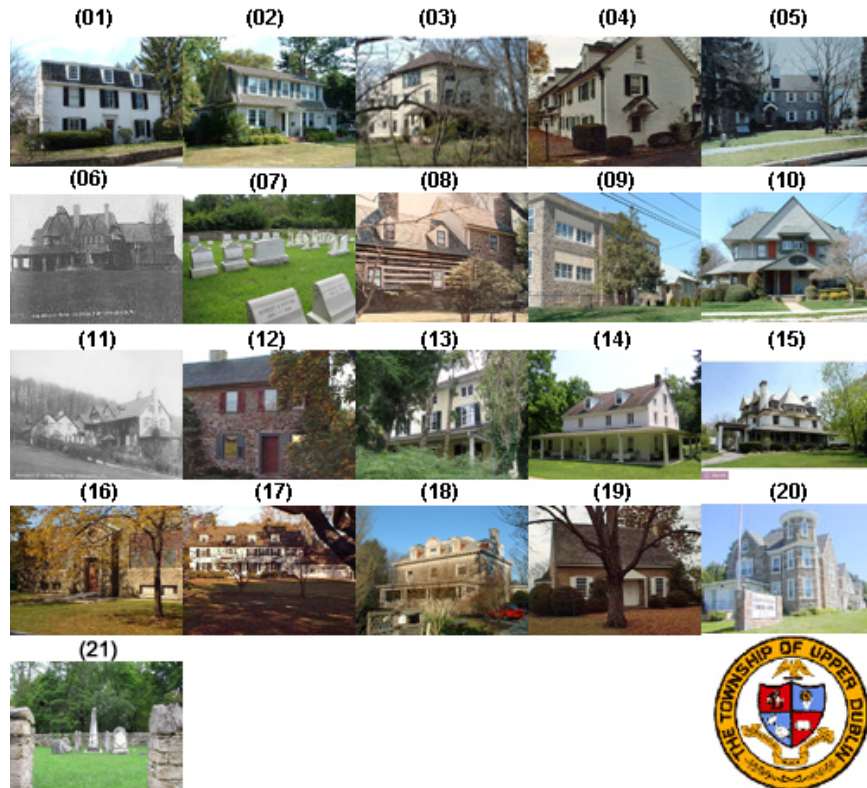 (01) (02) (03) (04) (05)
(06) (07) (08) (09) (10)
(11) (12) (13) (14) (15)
(16) (17) (18) (19) (20)
(21)
THE TOWNSHIP OF UPPER DUBLIN